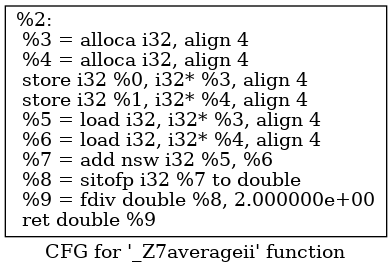 %2:
%3 = alloca i32, align 4
%4 = alloca i32, align 4
store i32 %0, i32* %3, align 4
store i32 %1, i32* %4, align 4
%5 = load i32, i32* %3, align 4
%6 = load i32, i32* %4, align 4
%7 = add nsw i32 %5, %6
%8 = sitofp i32 %7 to double
%9 = fdiv double %8, 2.000000e+00
ret double %9
CFG for '_Z7averageii' function